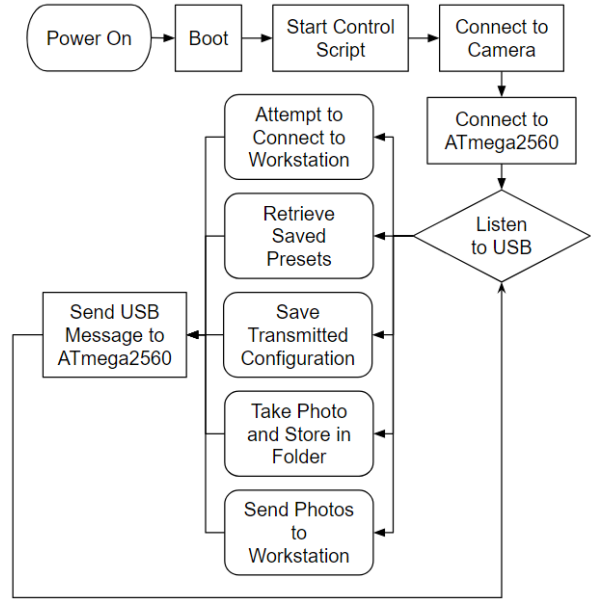 Power On
Boot
Start Control
Script
Connect to
Camera
Connect to
ATmega2560
Listen
to USB
Attempt to
Connect to
Workstation
Retrieve
Saved
Presets
Save
Transmitted
Configuration
Take Photo
and Store in
Folder
Send Photos
to
Workstation
Send USB
Message to
ATmega2560